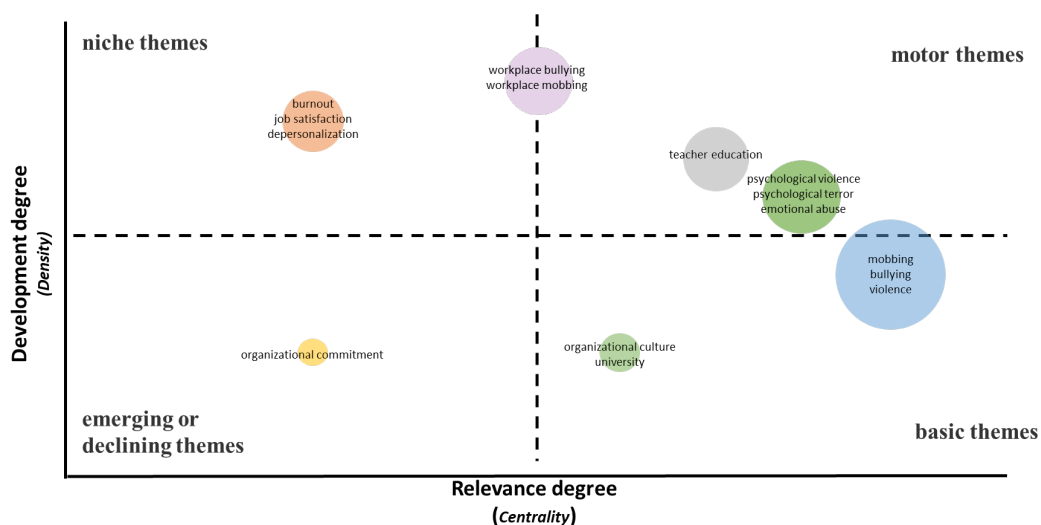 niche themes
motor themes
workplace bullying
workplace mobbing
burnout
job satisfaction
depersonalization
teacher education
psychological violence
psychological terror
emotional abuse
mobbing
bullying
violence
organizational commitment
organizational culture
university
emerging or
declining themes
basic themes
Development degree
(Density)
Relevance degree
(Centrality)